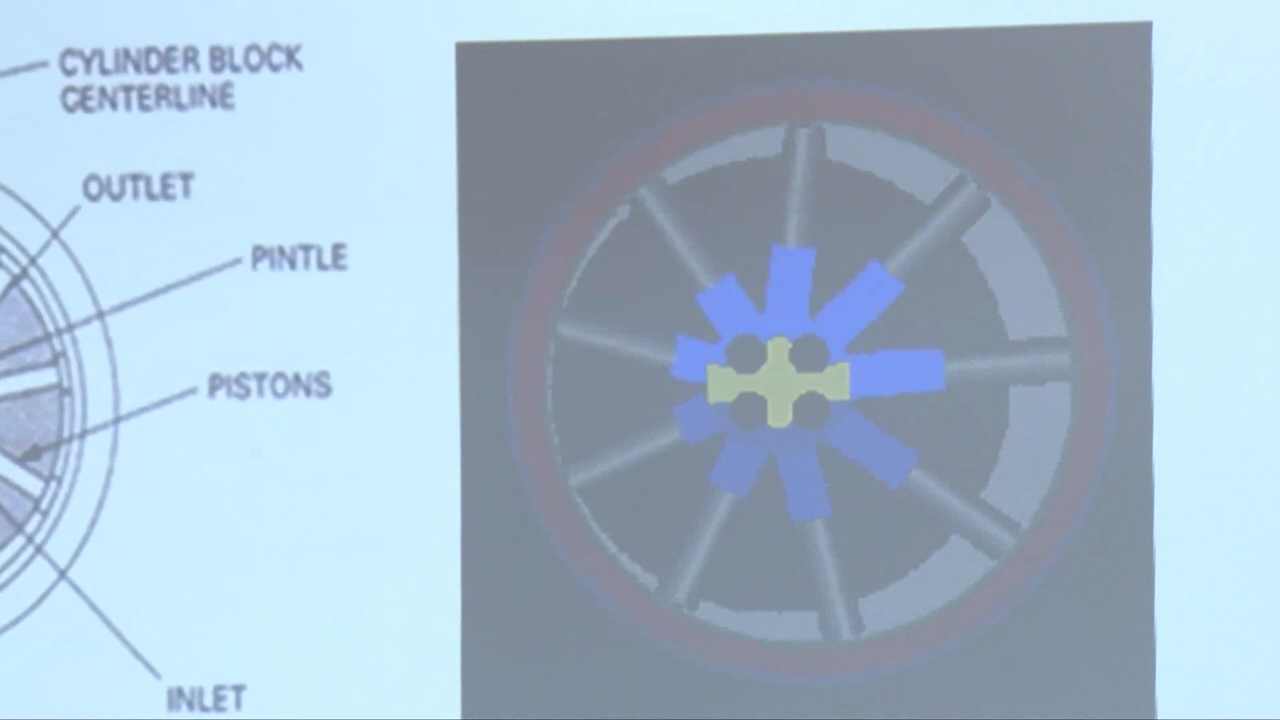 CYLINDER BLOCK
CENTERLINE
OUTLET
PINTLE
PISTONS
INLET